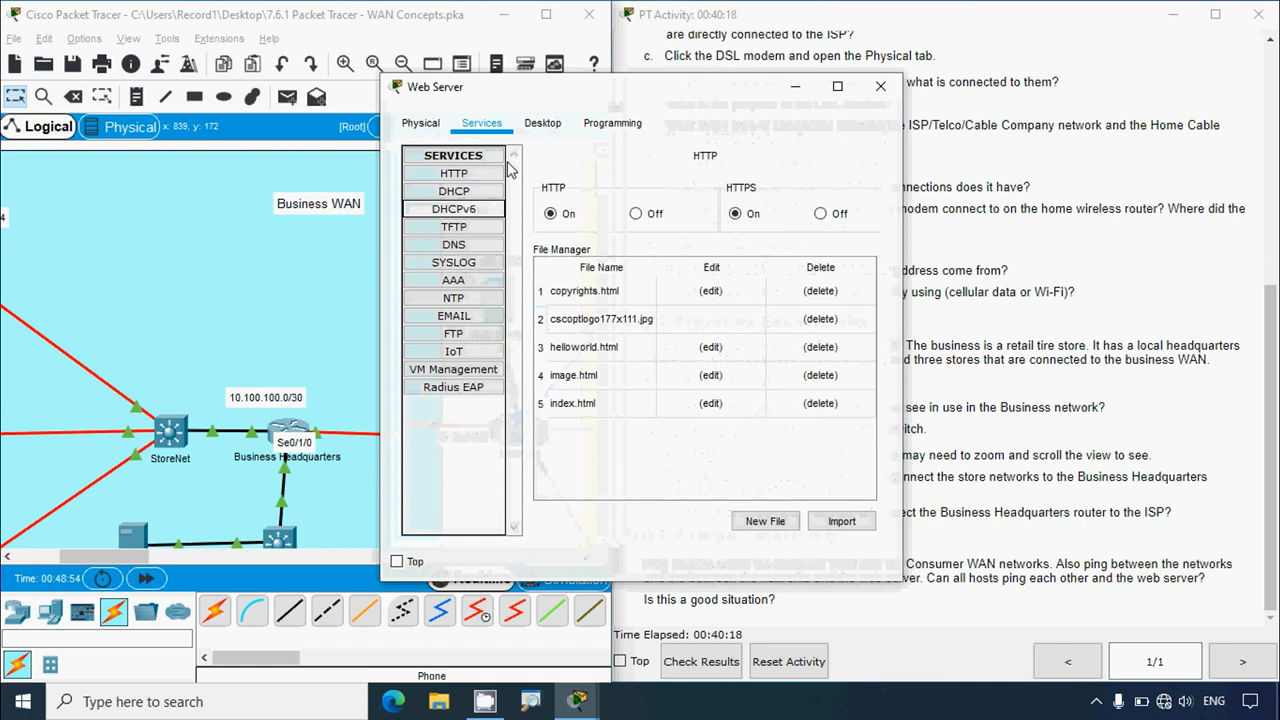 Cisco Packet Tracer - C:\Users\Record1\Desktop\7.6.1 Packet Tracer - WAN Concepts.pka
File Edit Options View Tools Extensions Help
Logical Physical x: 839, y: 172 [Root]
4
Business WAN
10.100.100.0/30
StoreNet
Se0/1/0
Business Headquarters
Time: 00:48:54
Realtime Simulation
Phone
Web Server
Physical Services Desktop Programming
SERVICES
HTTP
DHCP
DHCPv6
TFTP
DNS
SYSLOG
AAA
NTP
EMAIL
FTP
IoT
VM Management
Radius EAP
HTTP
HTTP HTTPS
On Off On Off
File Manager
File Name Edit Delete
1 copyrights.html (edit) (delete)
2 cscoptlogo177x111.jpg (delete)
3 helloworld.html (edit) (delete)
4 image.html (edit) (delete)
5 index.html (edit) (delete)
New File Import
Top
PT Activity: 00:40:18
are directly connected to the ISP?
c. Click the DSL modem and open the Physical tab.
what is connected to them?
ISP/Telco/Cable Company network and the Home Cable
nnections does it have?
modem connect to on the home wireless router? Where did the
address come from?
y using (cellular data or Wi-Fi)?
The business is a retail tire store. It has a local headquarters
d three stores that are connected to the business WAN.
see in use in the Business network?
itch.
may need to zoom and scroll the view to see.
nnect the store networks to the Business Headquarters
ect the Business Headquarters router to the ISP?
Consumer WAN networks. Also ping between the networks
rver. Can all hosts ping each other and the web server?
Is this a good situation?
Time Elapsed: 00:40:18
Top Check Results Reset Activity < 1/1 >
Type here to search
ENG